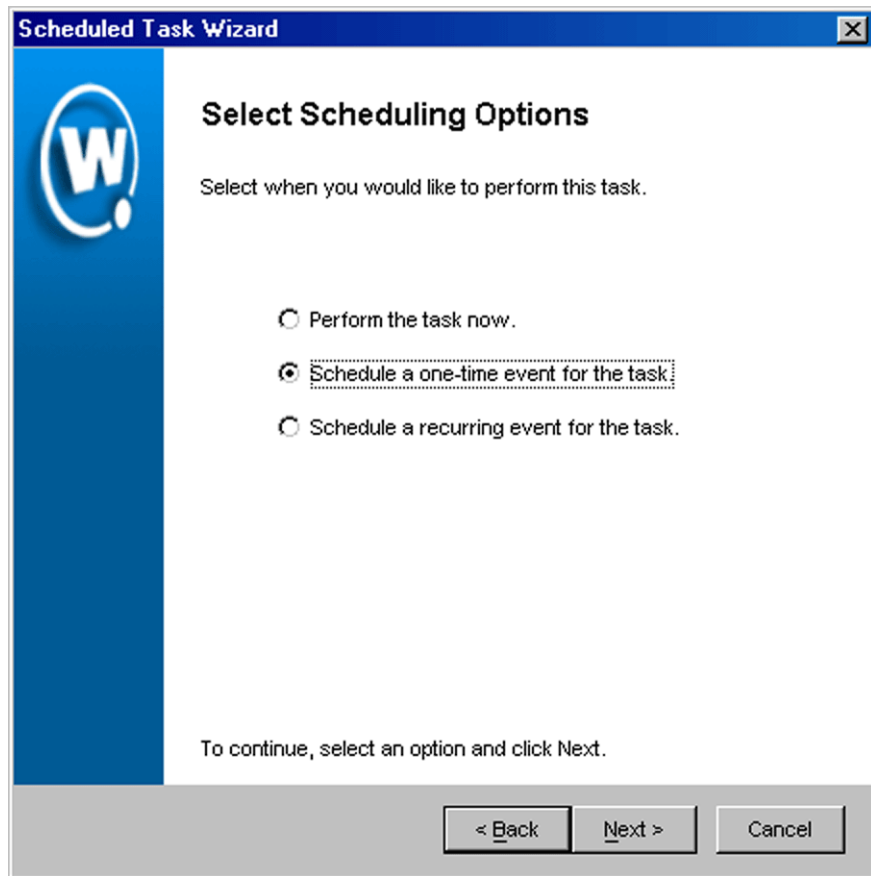 Scheduled Task Wizard
W
Select Scheduling Options
Select when you would like to perform this task.
Perform the task now.
Schedule a one-time event for the task.
Schedule a recurring event for the task.
To continue, select an option and click Next.
< Back Next > Cancel